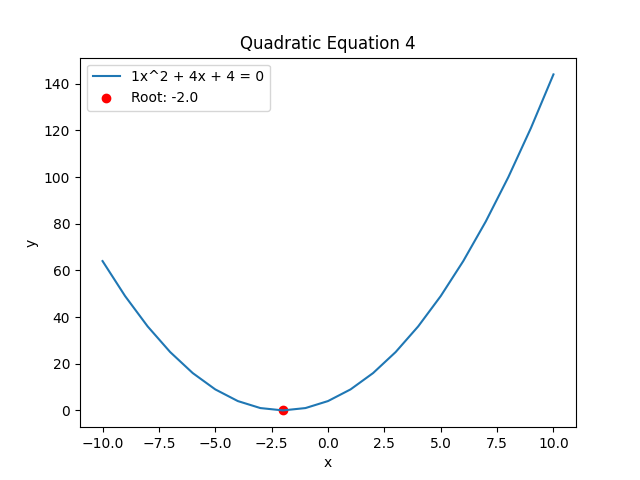 Quadratic Equation 4
1x^2 + 4x + 4 = 0
Root: -2.0
140
120
100
80
60
40
20
0
y
−10.0 −7.5 −5.0 −2.5 0.0 2.5 5.0 7.5 10.0
x